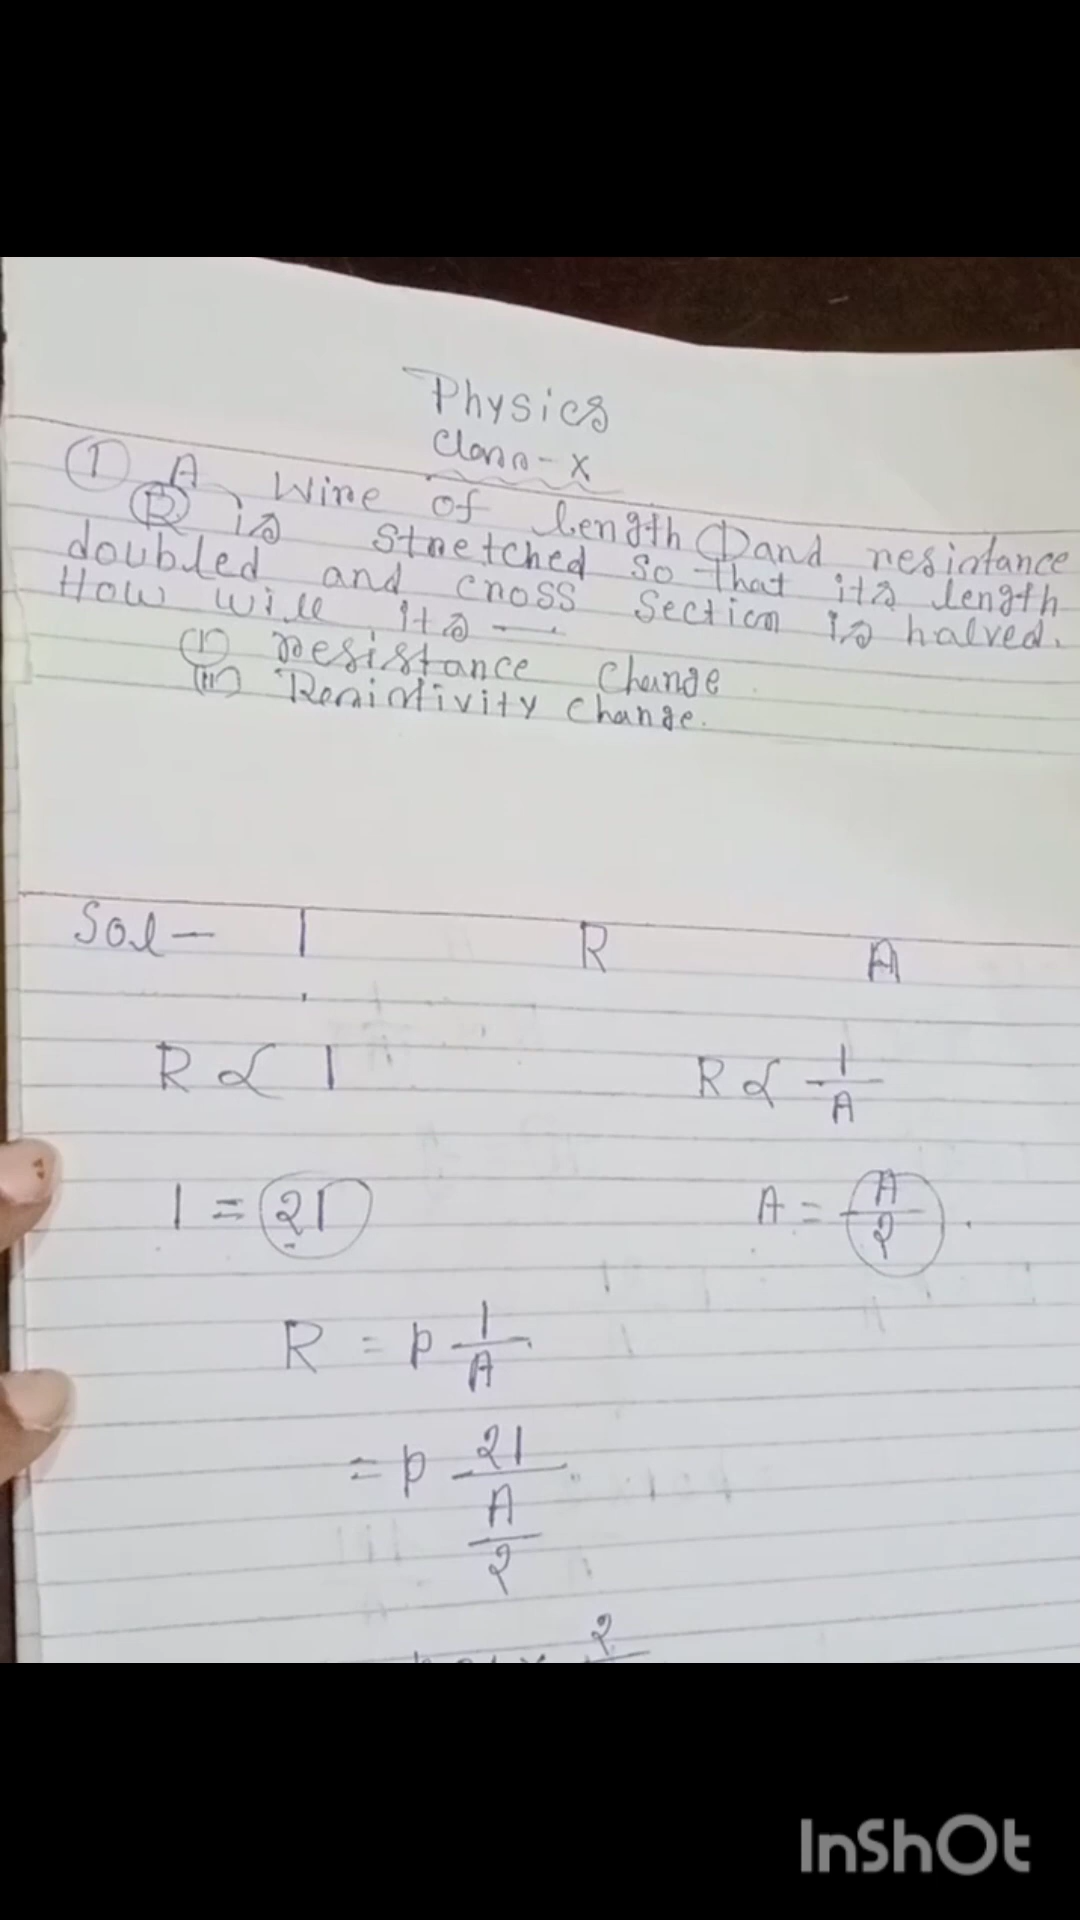 Physics
Class - X
① A wire of length ⓛ and resistance
Ⓡ is stretched so that its length
doubled and cross section is halved.
How will its —
(i) resistance change
(ii) Resistivity change.
Sol — l R A
R ∝ l R ∝ 1/A
l = 2l A = A/2 .
R = ρ l/A
= ρ 2l/(A/2)
2
InShOt